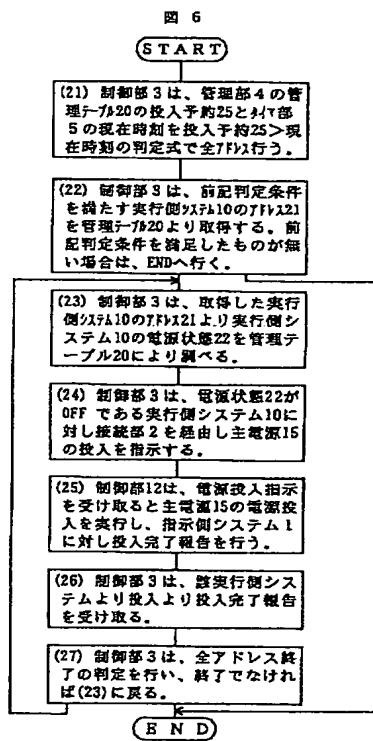 図 6
START
(21) 制御部3は、管理部4の管
理テーブル20の投入予約25とタイマ部
5の現在時刻を投入予約25>現
在時刻の判定式で全アドレス行う。
(22) 制御部3は、前記判定条件
を満たす実行側システム10のアドレス21
を管理テーブル20より取得する。前
記判定条件を満足したものが無
い場合は、ENDへ行く。
(23) 制御部3は、取得した実行
側システム10のアドレス21より実行側シ
ステム10の電源状態22を管理テ
ーブル20により調べる。
(24) 制御部3は、電源状態22が
OFFである実行側システム10に
対し接続部2を経由し主電源15
の投入を指示する。
(25) 制御部12は、電源投入指示
を受け取ると主電源15の電源投
入を実行し、指示側システム1
に対し投入完了報告を行う。
(26) 制御部3は、該実行側シス
テムより投入より投入完了報告
を受け取る。
(27) 制御部3は、全アドレス終
了の判定を行い、終了でなけれ
ば(23)に戻る。
END